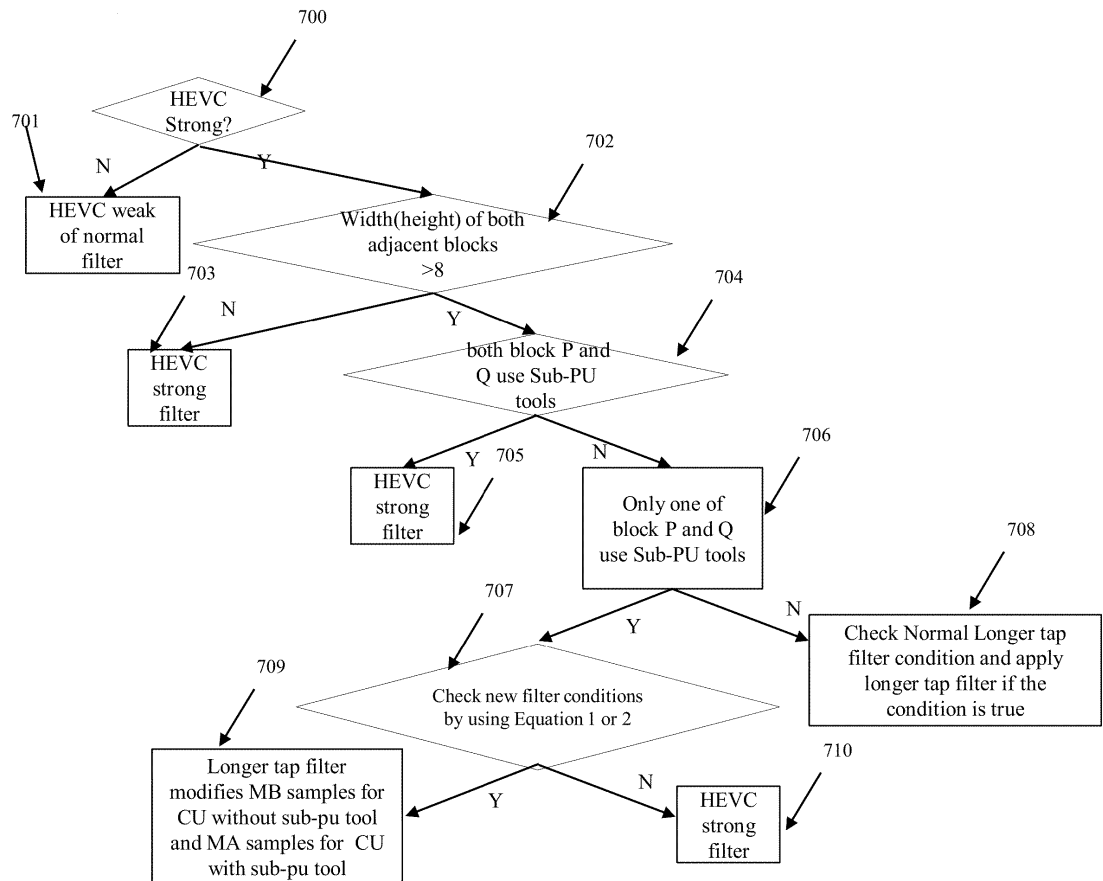 700
HEVC
Strong?
701
N
Y
702
HEVC weak
of normal
filter
Width(height) of both
adjacent blocks
>8
703
704
N
Y
HEVC
strong
filter
both block P and
Q use Sub-PU
tools
706
Y
705
N
HEVC
strong
filter
Only one of
block P and Q
use Sub-PU tools
708
707
Y
N
Check Normal Longer tap
filter condition and apply
longer tap filter if the
condition is true
709
Check new filter conditions
by using Equation 1 or 2
710
Longer tap filter
modifies MB samples for
CU without sub-pu tool
and MA samples for CU
with sub-pu tool
Y
N
HEVC
strong
filter